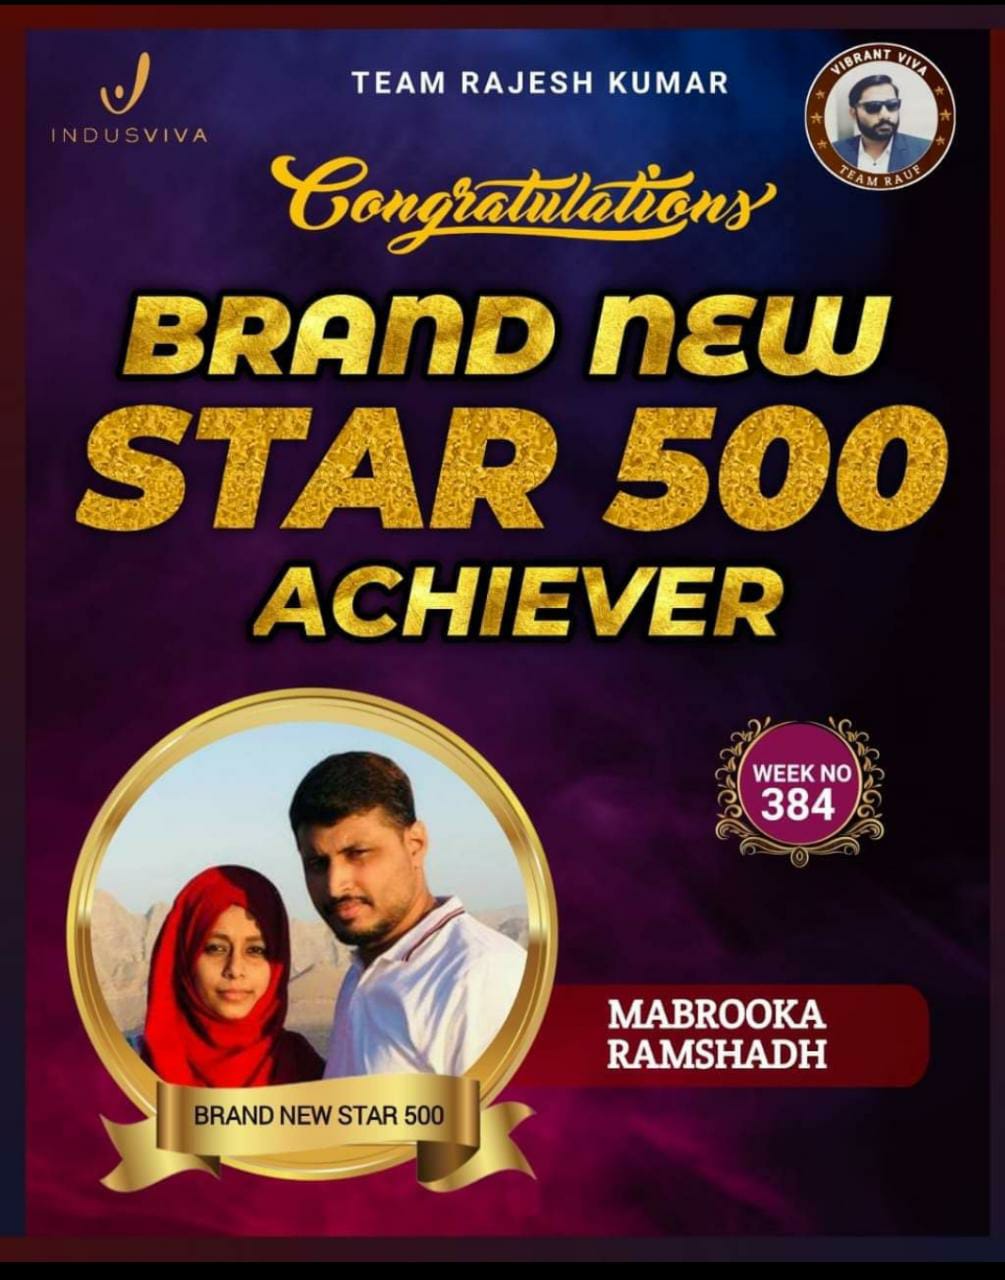 INDUSVIVA
TEAM RAJESH KUMAR
VIBRANT VIVA
TEAM RAUF
Congratulations
BRAND NEW
STAR 500
ACHIEVER
WEEK NO
384
MABROOKA
RAMSHADH
BRAND NEW STAR 500